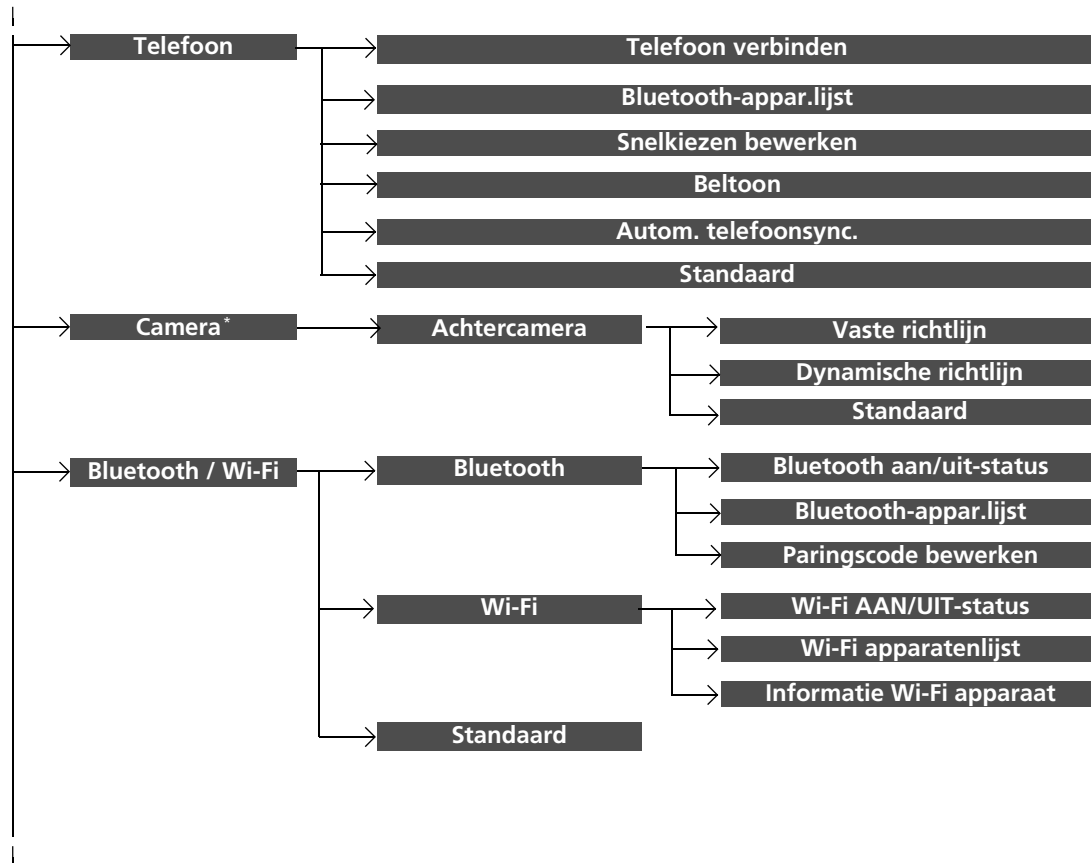 Telefoon
Telefoon verbinden
Bluetooth-appar.lijst
Snelkiezen bewerken
Beltoon
Autom. telefoonsync.
Standaard
Camera*
Achtercamera
Vaste richtlijn
Dynamische richtlijn
Standaard
Bluetooth / Wi-Fi
Bluetooth
Bluetooth aan/uit-status
Bluetooth-appar.lijst
Paringscode bewerken
Wi-Fi
Wi-Fi AAN/UIT-status
Wi-Fi apparatenlijst
Informatie Wi-Fi apparaat
Standaard